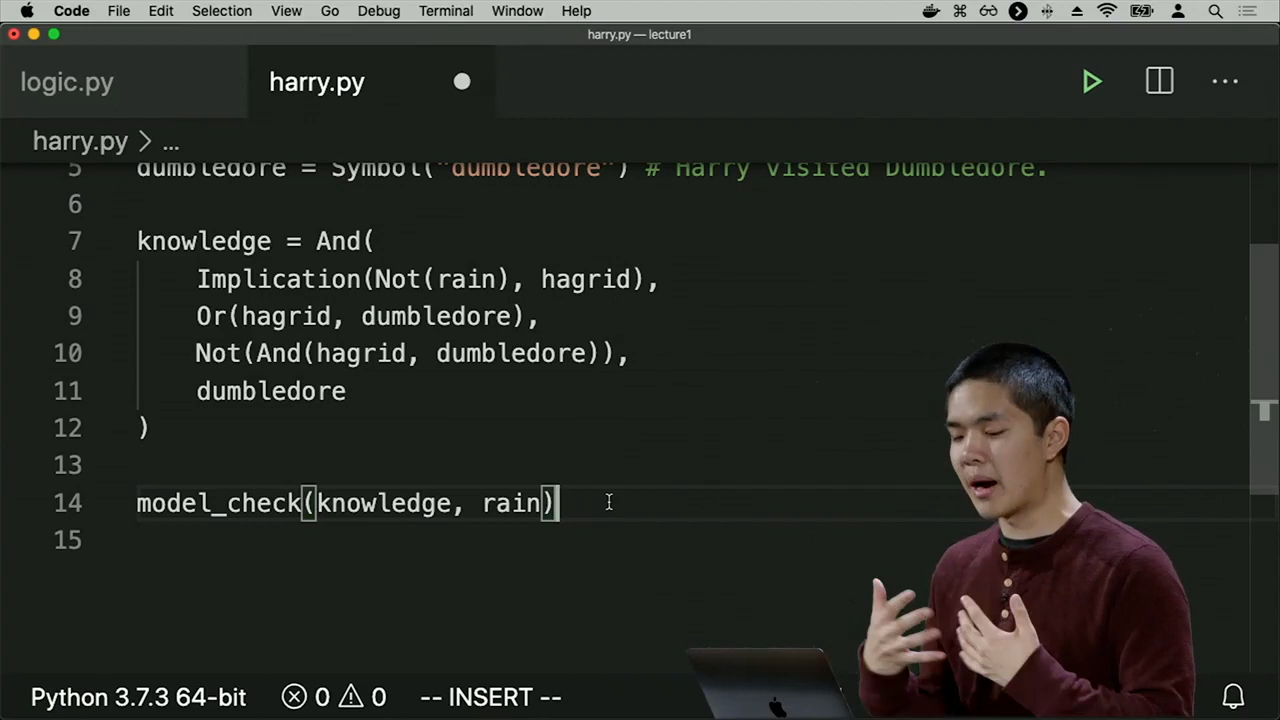 Code File Edit Selection View Go Debug Terminal Window Help
harry.py — lecture1
logic.py harry.py
harry.py > ...
5 dumbledore = Symbol("dumbledore") # Harry visited Dumbledore.
6
7 knowledge = And(
8 Implication(Not(rain), hagrid),
9 Or(hagrid, dumbledore),
10 Not(And(hagrid, dumbledore)),
11 dumbledore
12 )
13
14 model_check(knowledge, rain)
15
Python 3.7.3 64-bit 0 0 -- INSERT --